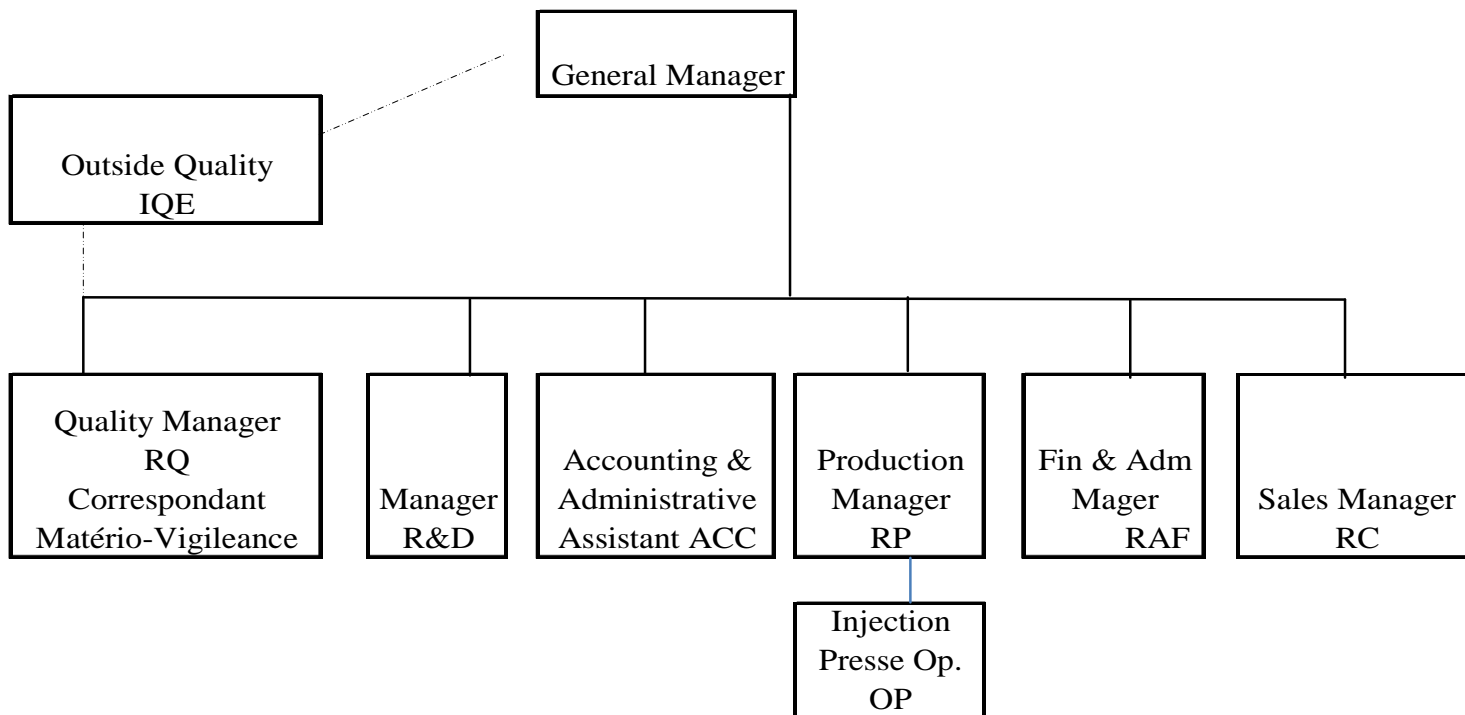 General Manager
Outside Quality
IQE
Quality Manager
RQ
Correspondant
Matério-Vigileance
Manager
R&D
Accounting &
Administrative
Assistant ACC
Production
Manager
RP
Fin & Adm
Mager
RAF
Sales Manager
RC
Injection
Presse Op.
OP